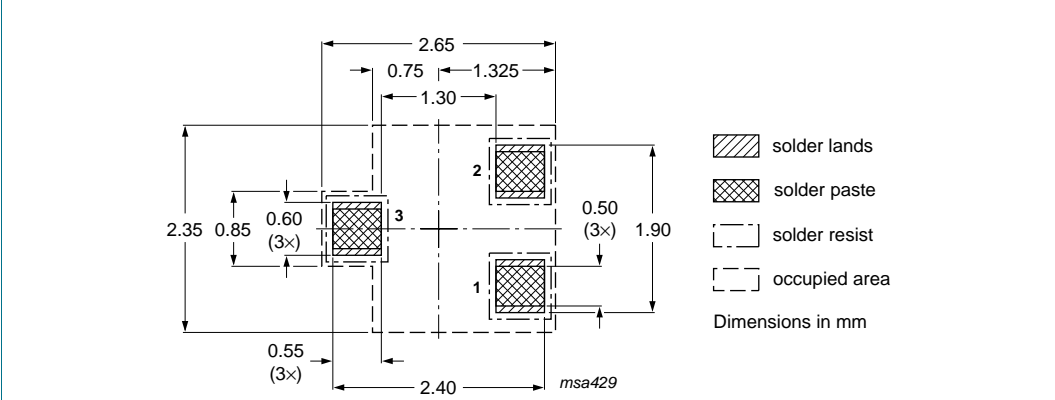 2.65
0.75 1.325
1.30
solder lands
2
solder paste
0.60
(3×)
3
0.50
(3×)
2.35 0.85 1.90
solder resist
1
occupied area
Dimensions in mm
0.55
(3×)
2.40
msa429